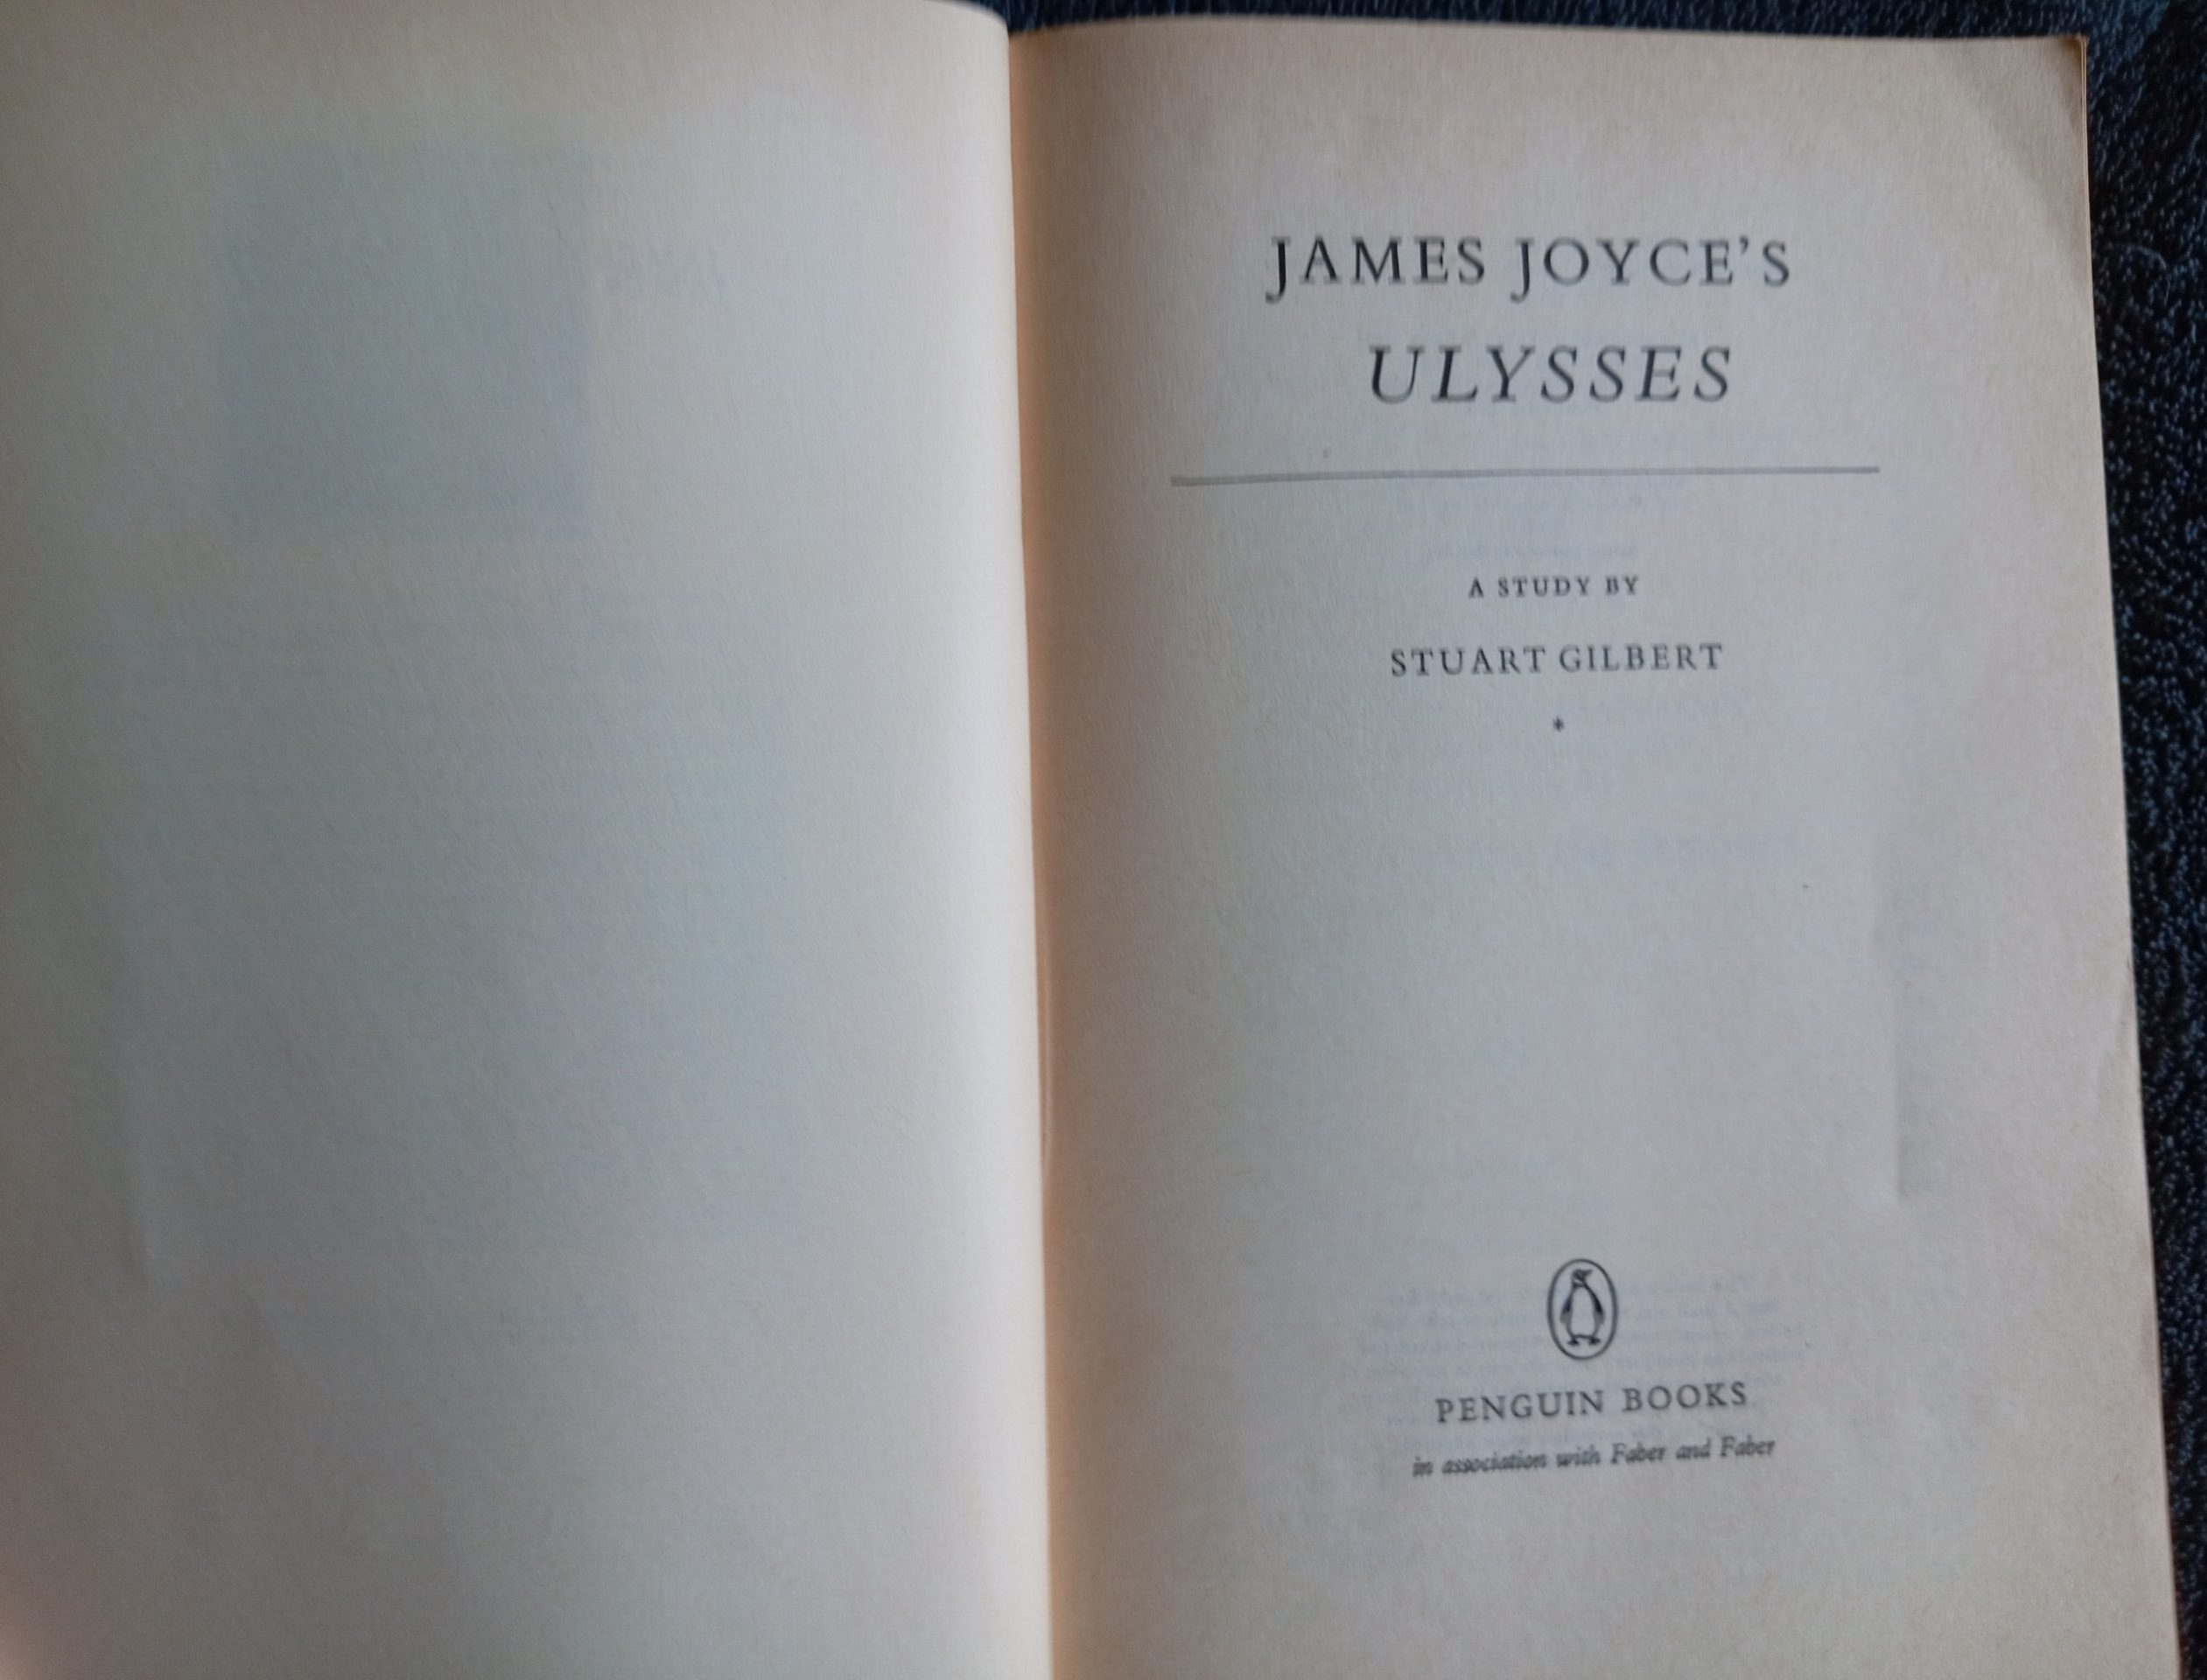 JAMES JOYCE'S
ULYSSES
A STUDY BY
STUART GILBERT
*
PENGUIN BOOKS
in association with Faber and Faber